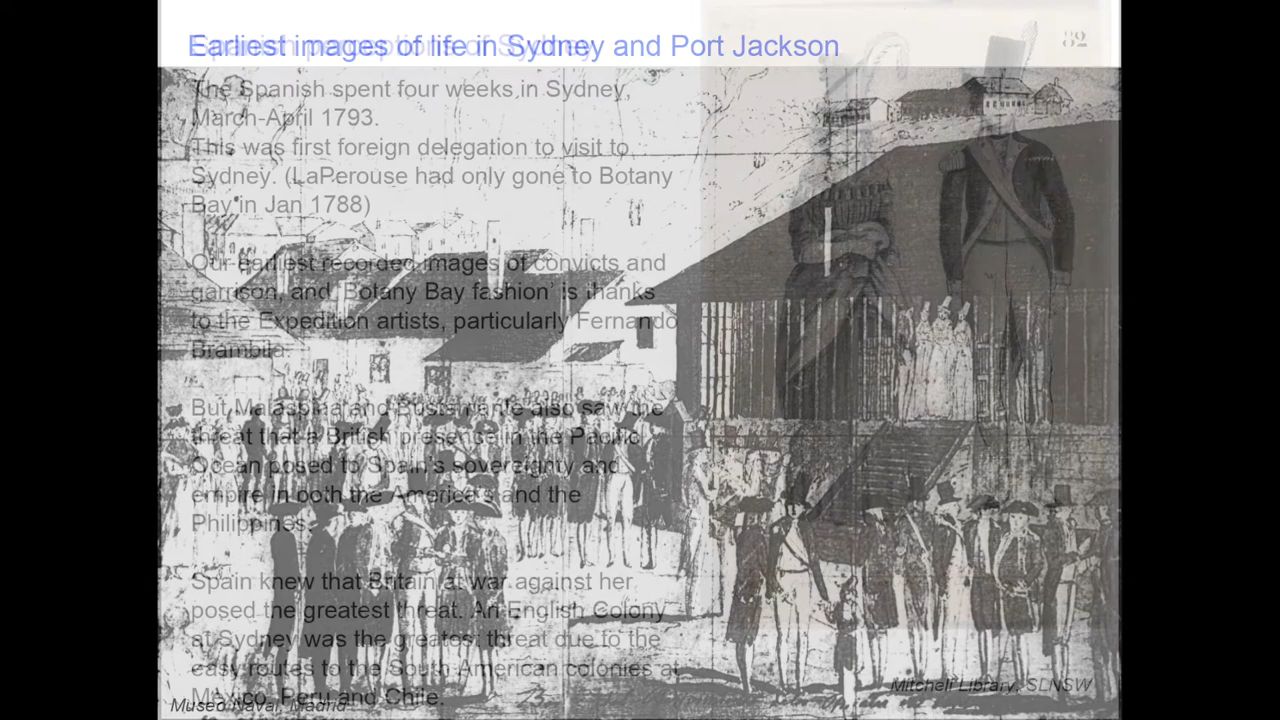 Earliest images of life in Sydney and Port Jackson
Spanish perceptions of Sydney
82
The Spanish spent four weeks in Sydney,
March-April 1793.
This was first foreign delegation to visit to
Sydney. (LaPerouse had only gone to Botany
Bay in Jan 1788)
Our earliest recorded images of convicts and
garrison, and 'Botany Bay fashion' is thanks
to the Expedition artists, particularly Fernando
Brambila.
But Malaspina and Bustamante also saw the
threat that a British presence in the Pacific
Ocean posed to Spain's sovereignty and
empire in both the America's and the
Philippines.
Spain knew that Britain at war against her
posed the greatest threat. An English Colony
at Sydney was the greatest threat due to the
easy routes to the South American colonies at
Mexico, Peru and Chile.
Museo Naval, Madrid
Mitchell Library, SLNSW